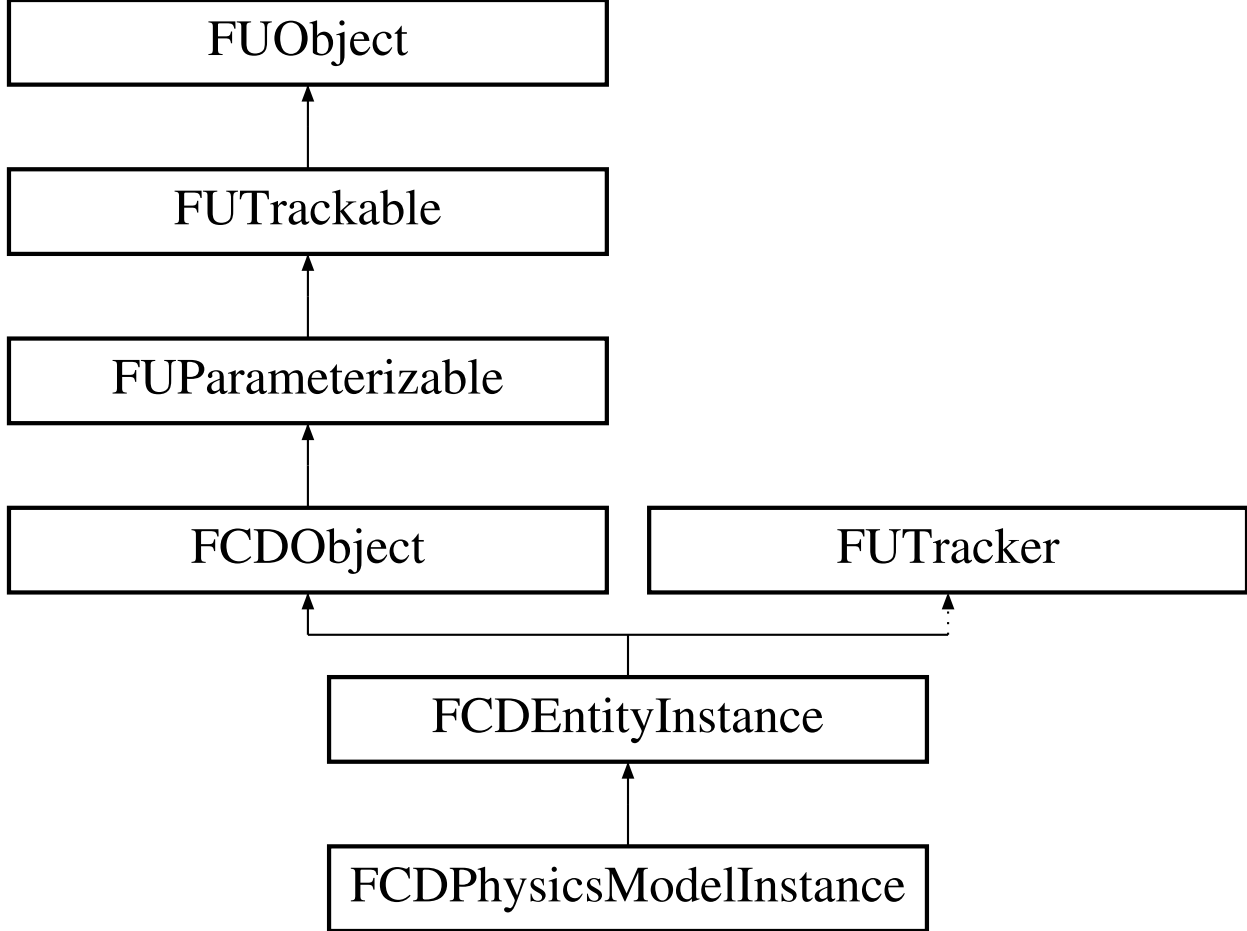 FUObject
FUTrackable
FUParameterizable
FCDObject
FUTracker
FCDEntityInstance
FCDPhysicsModelInstance